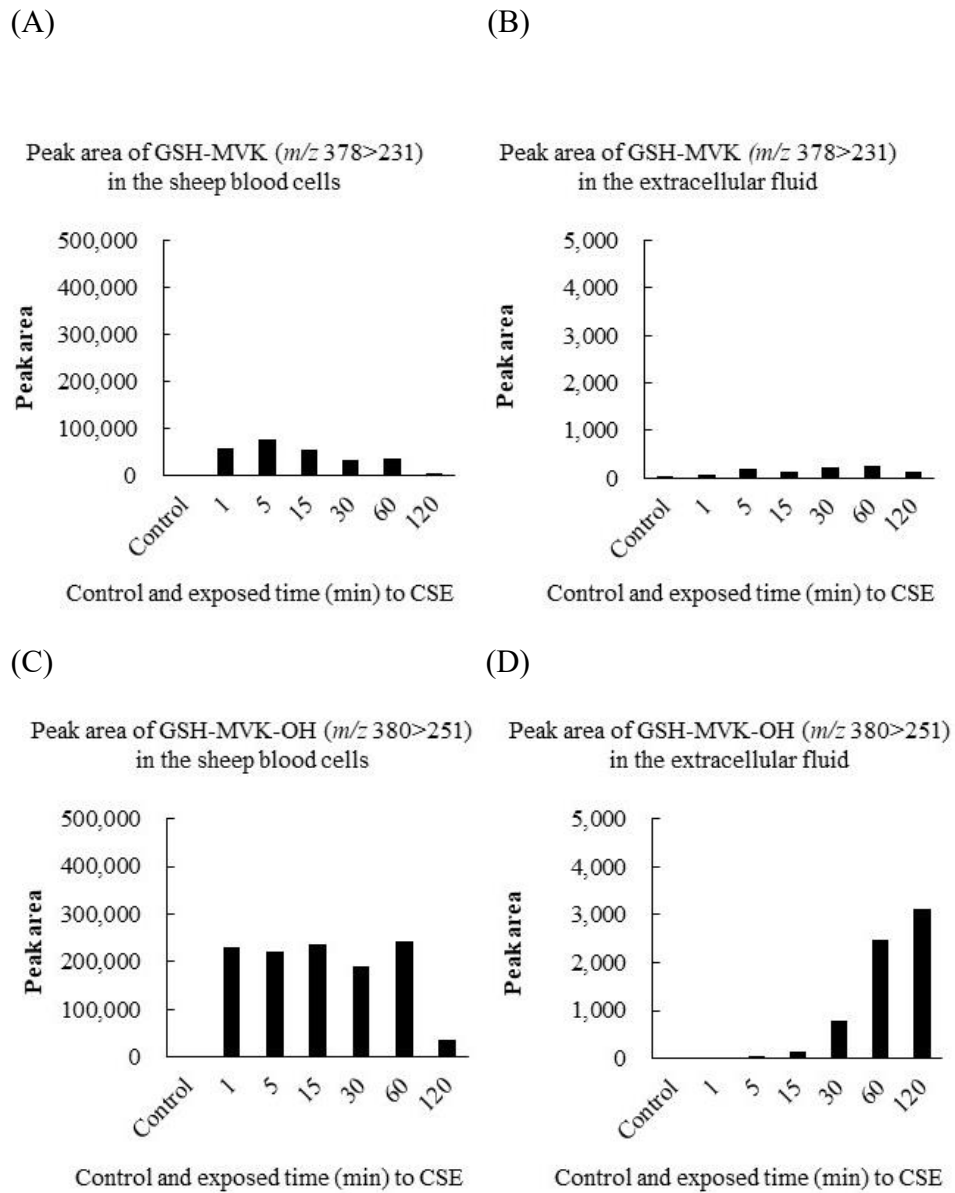 (A)
Peak area of GSH-MVK (m/z 378>231)
in the sheep blood cells
Peak area
500,000
400,000
300,000
200,000
100,000
0
Control
1
5
15
30
60
120
Control and exposed time (min) to CSE
(B)
Peak area of GSH-MVK (m/z 378>231)
in the extracellular fluid
Peak area
5,000
4,000
3,000
2,000
1,000
0
Control
1
5
15
30
60
120
Control and exposed time (min) to CSE
(C)
Peak area of GSH-MVK-OH (m/z 380>251)
in the sheep blood cells
Peak area
500,000
400,000
300,000
200,000
100,000
0
Control
1
5
15
30
60
120
Control and exposed time (min) to CSE
(D)
Peak area of GSH-MVK-OH (m/z 380>251)
in the extracellular fluid
Peak area
5,000
4,000
3,000
2,000
1,000
0
Control
1
5
15
30
60
120
Control and exposed time (min) to CSE